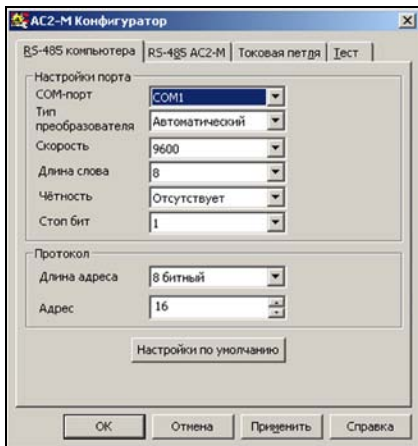 АС2-М Конфигуратор
RS-485 компьютера RS-485 АС2-М Токовая петля Тест
Настройки порта
COM-порт COM1
Тип
преобразователя Автоматический
Скорость 9600
Длина слова 8
Чётность Отсутствует
Стоп бит 1
Протокол
Длина адреса 8 битный
Адрес 16
Настройки по умолчанию
ОК Отмена Применить Справка